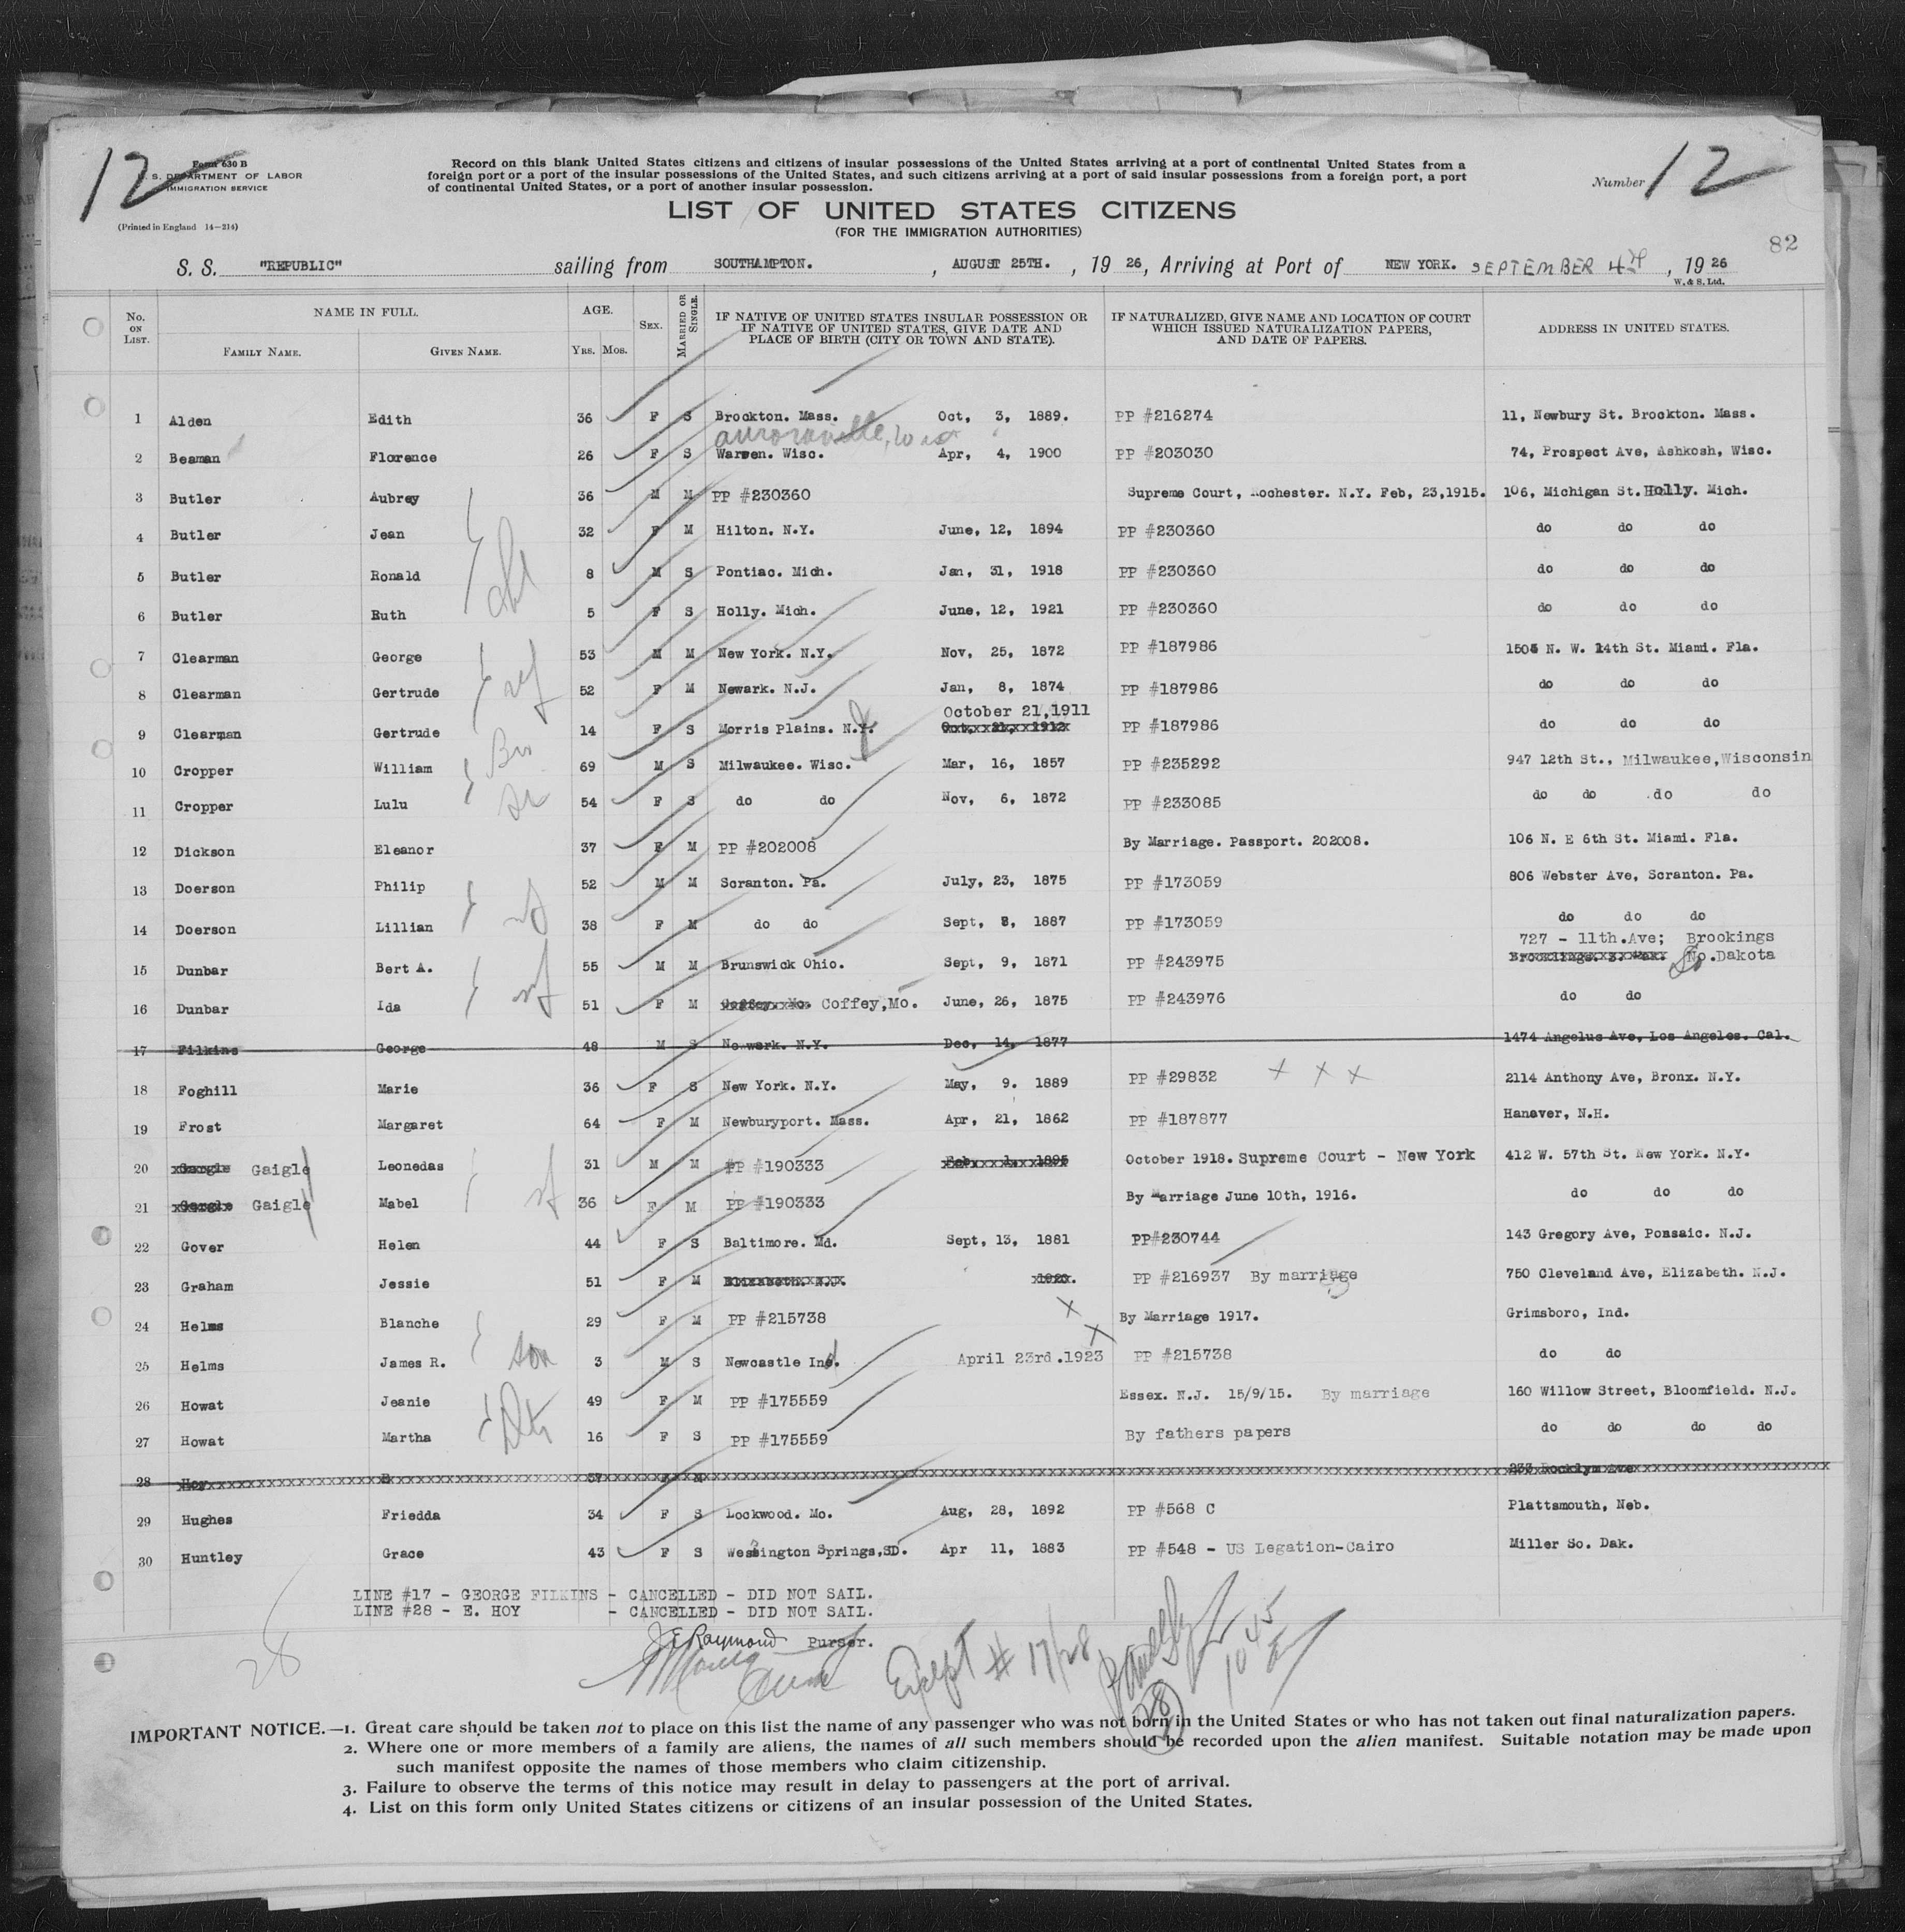 12
Form 630 B
U. S. DEPARTMENT OF LABOR
IMMIGRATION SERVICE
(Printed in England 14—214)
Record on this blank United States citizens and citizens of insular possessions of the United States arriving at a port of continental United States from a
foreign port or a port of the insular possessions of the United States, and such citizens arriving at a port of said insular possessions from a foreign port, a port
of continental United States, or a port of another insular possession.
Number 12
LIST OF UNITED STATES CITIZENS
(FOR THE IMMIGRATION AUTHORITIES)
82
S. S. "REPUBLIC" sailing from SOUTHAMPTON. , AUGUST 25TH. , 19 26, Arriving at Port of NEW YORK. SEPTEMBER 4TH , 19 26
W. & S. Ltd.
No. ON LIST. NAME IN FULL. FAMILY NAME. GIVEN NAME. AGE. YRS. MOS. SEX. MARRIED OR SINGLE. IF NATIVE OF UNITED STATES INSULAR POSSESSION OR IF NATIVE OF UNITED STATES, GIVE DATE AND PLACE OF BIRTH (CITY OR TOWN AND STATE). IF NATURALIZED, GIVE NAME AND LOCATION OF COURT WHICH ISSUED NATURALIZATION PAPERS, AND DATE OF PAPERS. ADDRESS IN UNITED STATES.
1 Alden Edith 36 F S Brockton. Mass. Oct, 3, 1889. PP #216274 11, Newbury St. Brockton. Mass.
Auroraville, Wis
2 Beaman Florence 26 F S Warren. Wisc. Apr, 4, 1900 PP #203030 74, Prospect Ave, Ashkosh, Wisc.
3 Butler Aubrey 36 M M PP #230360 Supreme Court, Rochester. N.Y. Feb, 23,1915. 106, Michigan St. Holly. Mich.
4 Butler Jean 32 F M Hilton. N.Y. June, 12, 1894 PP #230360 do do do
5 Butler Ronald 8 M S Pontiac. Mich. Jan, 31, 1918 PP #230360 do do do
6 Butler Ruth 5 F S Holly. Mich. June, 12, 1921 PP #230360 do do do
7 Clearman George 53 M M New York. N.Y. Nov, 25, 1872 PP #187986 1505 N. W. 14th St. Miami. Fla.
8 Clearman Gertrude 52 F M Newark. N.J. Jan, 8, 1874 PP #187986 do do do
October 21,1911
9 Clearman Gertrude 14 F S Morris Plains. N.J. Oct, 21, 1912 PP #187986 do do do
10 Cropper William 69 M S Milwaukee. Wisc. Mar, 16, 1857 PP #235292 947 12th St., Milwaukee,Wisconsin
11 Cropper Lulu 54 F S do do Nov, 6, 1872 PP #233085 do do do do
12 Dickson Eleanor 37 F M PP #202008 By Marriage. Passport. 202008. 106 N. E 6th St. Miami. Fla.
13 Doerson Philip 52 M M Scranton. Pa. July, 23, 1875 PP #173059 806 Webster Ave, Scranton. Pa.
14 Doerson Lillian 38 F M do do Sept, 8, 1887 PP #173059 do do do
727 - 11th.Ave; Brookings
15 Dunbar Bert A. 55 M M Brunswick Ohio. Sept, 9, 1871 PP #243975 So.Dakota
16 Dunbar Ida 51 F M Coffey. Mo. Coffey,Mo. June, 26, 1875 PP #243976 do do
17 Filkins George 48 M S Newark. N.Y. Dec, 14, 1877 1474 Angelus Ave, Los Angeles. Cal.
18 Foghill Marie 36 F S New York. N.Y. May, 9. 1889 PP #29832 X X X 2114 Anthony Ave, Bronx. N.Y.
19 Frost Margaret 64 F M Newburyport. Mass. Apr, 21, 1862 PP #187877 Hanover, N.H.
20 Gaigle Leonedas 31 M M PP #190333 October 1918. Supreme Court - New York 412 W. 57th St. New York. N.Y.
21 Gaigle Mabel 36 F M PP #190333 By Marriage June 10th, 1916. do do do
22 Gover Helen 44 F S Baltimore. Md. Sept, 13, 1881 PP#230744 143 Gregory Ave, Passaic. N.J.
23 Graham Jessie 51 F M PP #216937 By marriage 750 Cleveland Ave, Elizabeth. N.J.
24 Helms Blanche 29 F M PP #215738 X By Marriage 1917. Grimsboro, Ind.
25 Helms James R. 3 M S Newcastle Ind. April 23rd.1923 X PP #215738 do do
26 Howat Jeanie 49 F M PP #175559 Essex. N.J. 15/9/15. By marriage 160 Willow Street, Bloomfield. N.J.
27 Howat Martha 16 F S PP #175559 By fathers papers do do do do
28 Hoy E 37 F M 233 Rocklyn Ave
29 Hughes Friedda 34 F S Lockwood. Mo. Aug, 28, 1892 PP #568 C Plattsmouth, Neb.
30 Huntley Grace 43 F S Wessington Springs,SD. Apr 11, 1883 PP #548 - US Legation-Cairo Miller So. Dak.
LINE #17 - GEORGE FILKINS - CANCELLED - DID NOT SAIL.
LINE #28 - E. HOY - CANCELLED - DID NOT SAIL.
Raymond Purser.
28
Except # 17/28
28
IMPORTANT NOTICE.—1. Great care should be taken not to place on this list the name of any passenger who was not born in the United States or who has not taken out final naturalization papers.
2. Where one or more members of a family are aliens, the names of all such members should be recorded upon the alien manifest. Suitable notation may be made upon
such manifest opposite the names of those members who claim citizenship.
3. Failure to observe the terms of this notice may result in delay to passengers at the port of arrival.
4. List on this form only United States citizens or citizens of an insular possession of the United States.